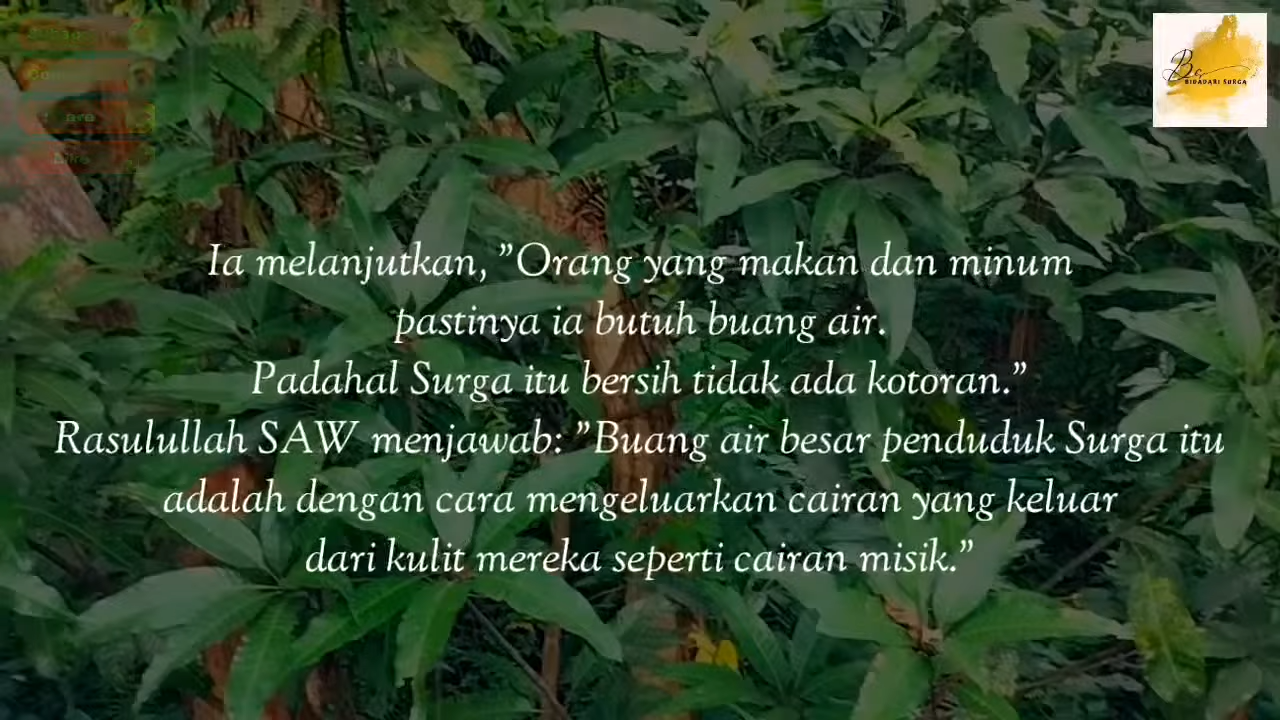 BIDADARI SURGA
Ia melanjutkan, ”Orang yang makan dan minum
pastinya ia butuh buang air.
Padahal Surga itu bersih tidak ada kotoran.”
Rasulullah SAW menjawab: ”Buang air besar penduduk Surga itu
adalah dengan cara mengeluarkan cairan yang keluar
dari kulit mereka seperti cairan misik.”